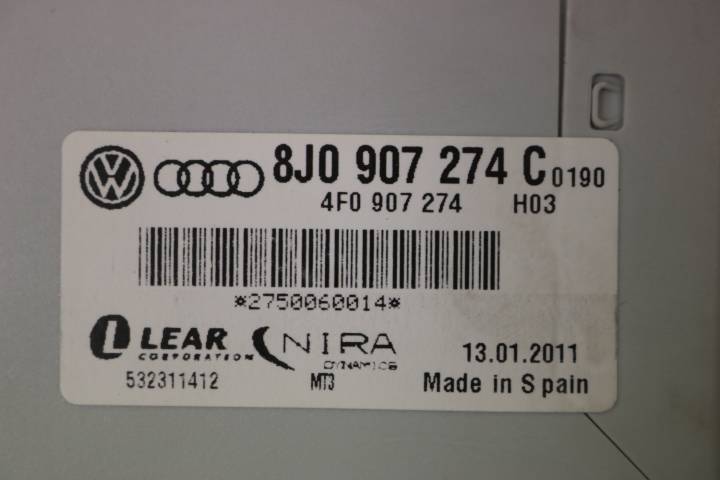 8J0 907 274 C 0190
4F0 907 274 H03
*2750060014*
LEAR CORPORATION NIRA DYNAMICS 13.01.2011
532311412 MT3 Made in Spain